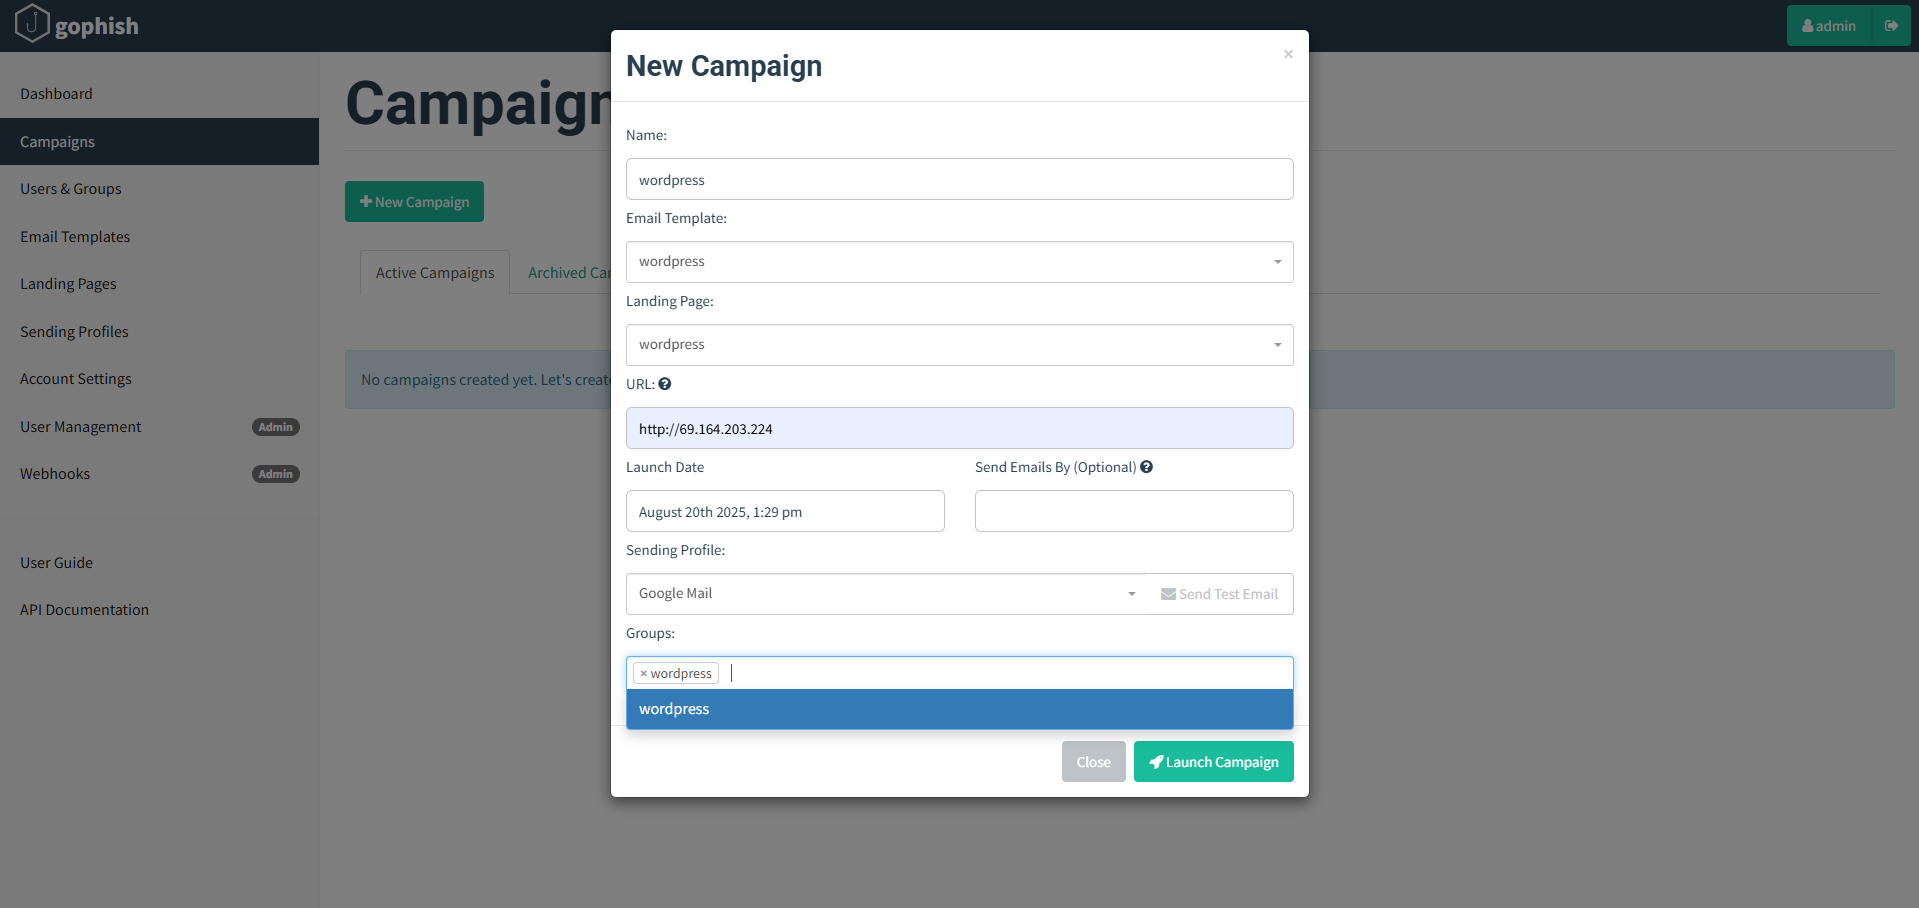 gophish
admin
Dashboard
Campaigns
Users & Groups
Email Templates
Landing Pages
Sending Profiles
Account Settings
User Management Admin
Webhooks Admin
User Guide
API Documentation
Campaign
+ New Campaign
Active Campaigns
Archived Ca
No campaigns created yet. Let's creat
New Campaign
×
Name:
wordpress
Email Template:
wordpress
Landing Page:
wordpress
URL: ?
http://69.164.203.224
Launch Date
Send Emails By (Optional) ?
August 20th 2025, 1:29 pm
Sending Profile:
Google Mail
Send Test Email
Groups:
× wordpress
wordpress
Close
Launch Campaign